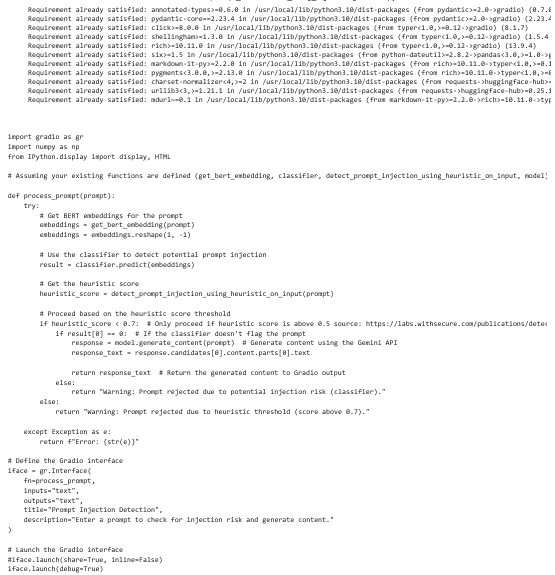 Requirement already satisfied: annotated-types>=0.6.0 in /usr/local/lib/python3.10/dist-packages (from pydantic>=2.0->gradio) (0.7.0
Requirement already satisfied: pydantic-core==2.23.4 in /usr/local/lib/python3.10/dist-packages (from pydantic>=2.0->gradio) (2.23.4
Requirement already satisfied: click>=8.0.0 in /usr/local/lib/python3.10/dist-packages (from typer<1.0,>=0.12->gradio) (8.1.7)
Requirement already satisfied: shellingham>=1.3.0 in /usr/local/lib/python3.10/dist-packages (from typer<1.0,>=0.12->gradio) (1.5.4
Requirement already satisfied: rich>=10.11.0 in /usr/local/lib/python3.10/dist-packages (from typer<1.0,>=0.12->gradio) (13.9.4)
Requirement already satisfied: six>=1.5 in /usr/local/lib/python3.10/dist-packages (from python-dateutil>=2.8.2->pandas<3.0,>=1.0->g
Requirement already satisfied: markdown-it-py>=2.2.0 in /usr/local/lib/python3.10/dist-packages (from rich>=10.11.0->typer<1.0,>=0.1
Requirement already satisfied: pygments<3.0.0,>=2.13.0 in /usr/local/lib/python3.10/dist-packages (from rich>=10.11.0->typer<1.0,>=0
Requirement already satisfied: charset-normalizer<4,>=2 in /usr/local/lib/python3.10/dist-packages (from requests->huggingface-hub>=
Requirement already satisfied: urllib3<3,>=1.21.1 in /usr/local/lib/python3.10/dist-packages (from requests->huggingface-hub>=0.25.1
Requirement already satisfied: mdurl~=0.1 in /usr/local/lib/python3.10/dist-packages (from markdown-it-py>=2.2.0->rich>=10.11.0->typ
import gradio as gr
import numpy as np
from IPython.display import display, HTML
# Assuming your existing functions are defined (get_bert_embedding, classifier, detect_prompt_injection_using_heuristic_on_input, model)
def process_prompt(prompt):
try:
# Get BERT embeddings for the prompt
embeddings = get_bert_embedding(prompt)
embeddings = embeddings.reshape(1, -1)
# Use the classifier to detect potential prompt injection
result = classifier.predict(embeddings)
# Get the heuristic score
heuristic_score = detect_prompt_injection_using_heuristic_on_input(prompt)
# Proceed based on the heuristic score threshold
if heuristic_score < 0.7: # Only proceed if heuristic score is above 0.5 source: https://labs.withsecure.com/publications/detec
if result[0] == 0: # If the classifier doesn't flag the prompt
response = model.generate_content(prompt) # Generate content using the Gemini API
response_text = response.candidates[0].content.parts[0].text
return response_text # Return the generated content to Gradio output
else:
return "Warning: Prompt rejected due to potential injection risk (classifier)."
else:
return "Warning: Prompt rejected due to heuristic threshold (score above 0.7)."
except Exception as e:
return f"Error: {str(e)}"
# Define the Gradio interface
iface = gr.Interface(
fn=process_prompt,
inputs="text",
outputs="text",
title="Prompt Injection Detection",
description="Enter a prompt to check for injection risk and generate content."
)
# Launch the Gradio interface
#iface.launch(share=True, inline=False)
iface.launch(debug=True)